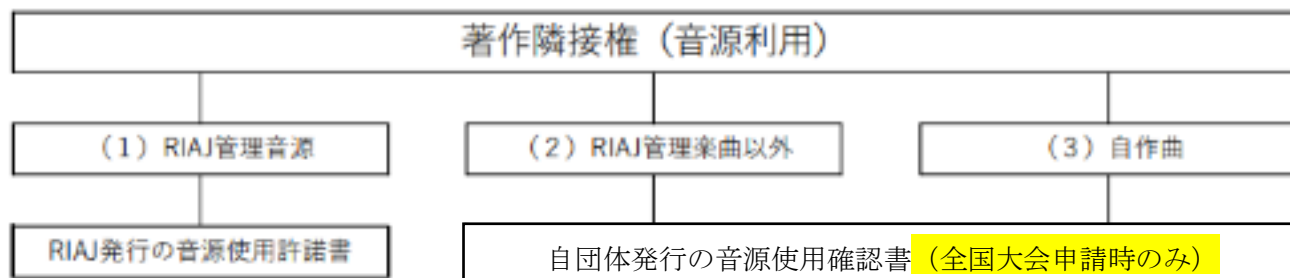 著作隣接権（音源利用）
（1）RIAJ管理音源
（2）RIAJ管理楽曲以外
（3）自作曲
RIAJ発行の音源使用許諾書
自団体発行の音源使用確認書（全国大会申請時のみ）